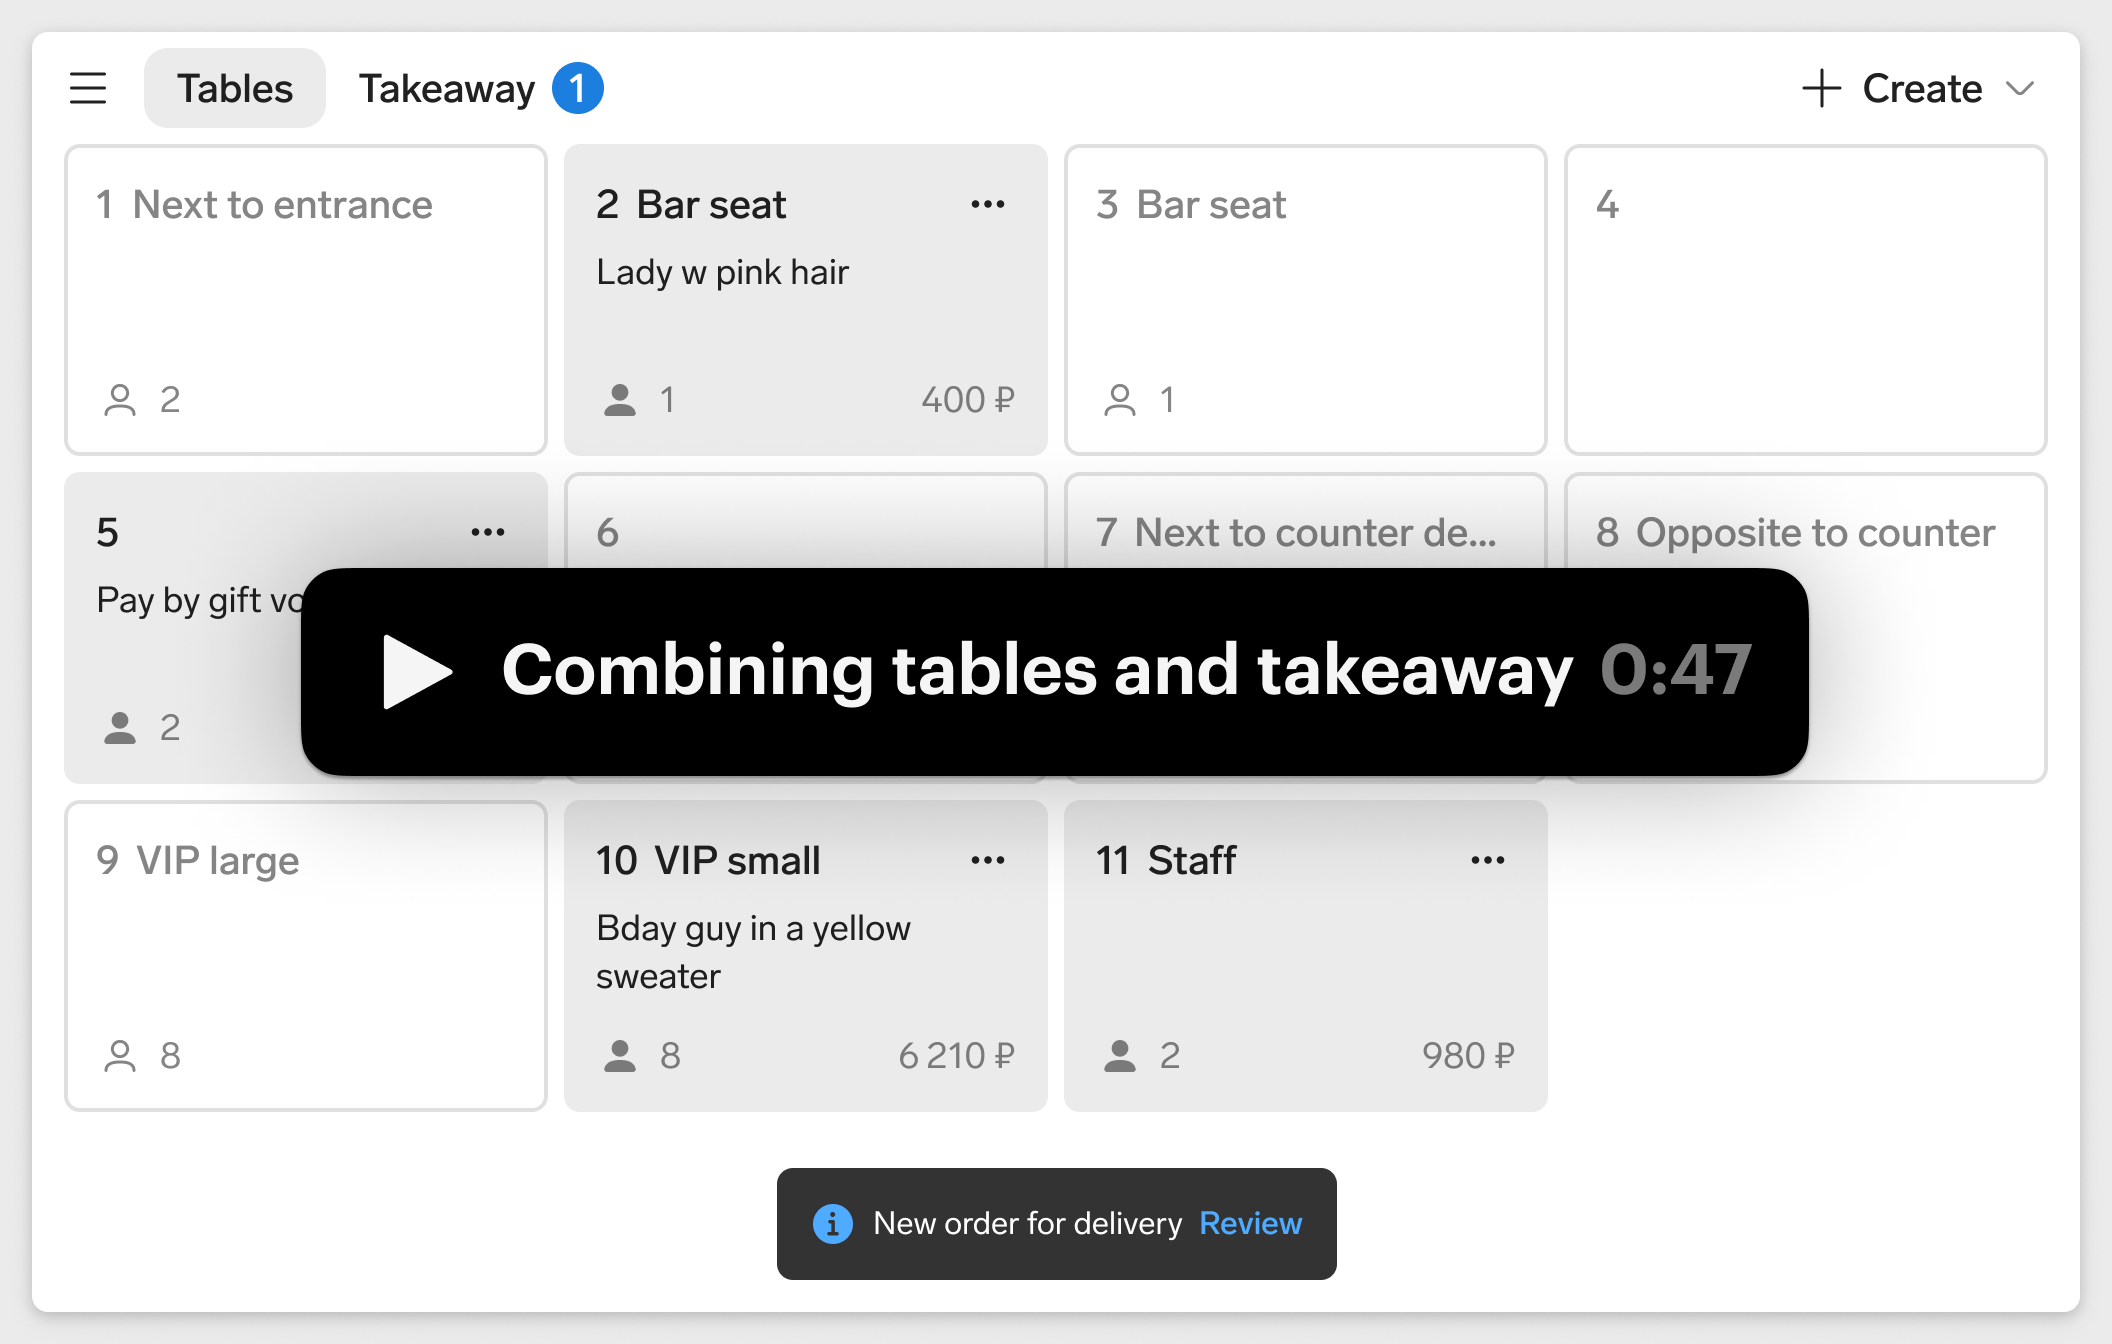 Tables Takeaway 1 Create
1 Next to entrance
2
2 Bar seat
Lady w pink hair
1 400 ₽
3 Bar seat
1
4
5
Pay by gift
2
6
7 Next to counter de...
8 Opposite to counter
Combining tables and takeaway 0:47
9 VIP large
8
10 VIP small
Bday guy in a yellow
sweater
8 6 210 ₽
11 Staff
2 980 ₽
New order for delivery Review